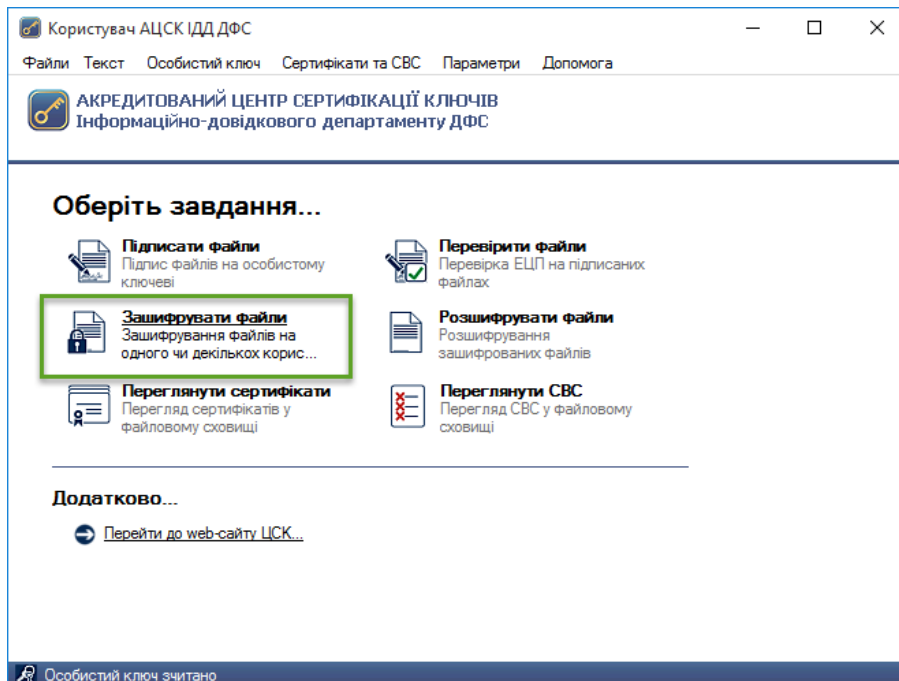 Користувач АЦСК ІДД ДФС
Файли Текст Особистий ключ Сертифікати та СВС Параметри Допомога
АКРЕДИТОВАНИЙ ЦЕНТР СЕРТИФІКАЦІЇ КЛЮЧІВ
Інформаційно-довідкового департаменту ДФС
Оберіть завдання...
Підписати файли
Підпис файлів на особистому
ключеві
Перевірити файли
Перевірка ЕЦП на підписаних
файлах
Зашифрувати файли
Зашифрування файлів на
одного чи декількох корис...
Розшифрувати файли
Розшифрування
зашифрованих файлів
Переглянути сертифікати
Перегляд сертифікатів у
файловому сховищі
Переглянути СВС
Перегляд СВС у файловому
сховищі
Додатково...
Перейти до web-сайту ЦСК...
Особистий ключ зчитано